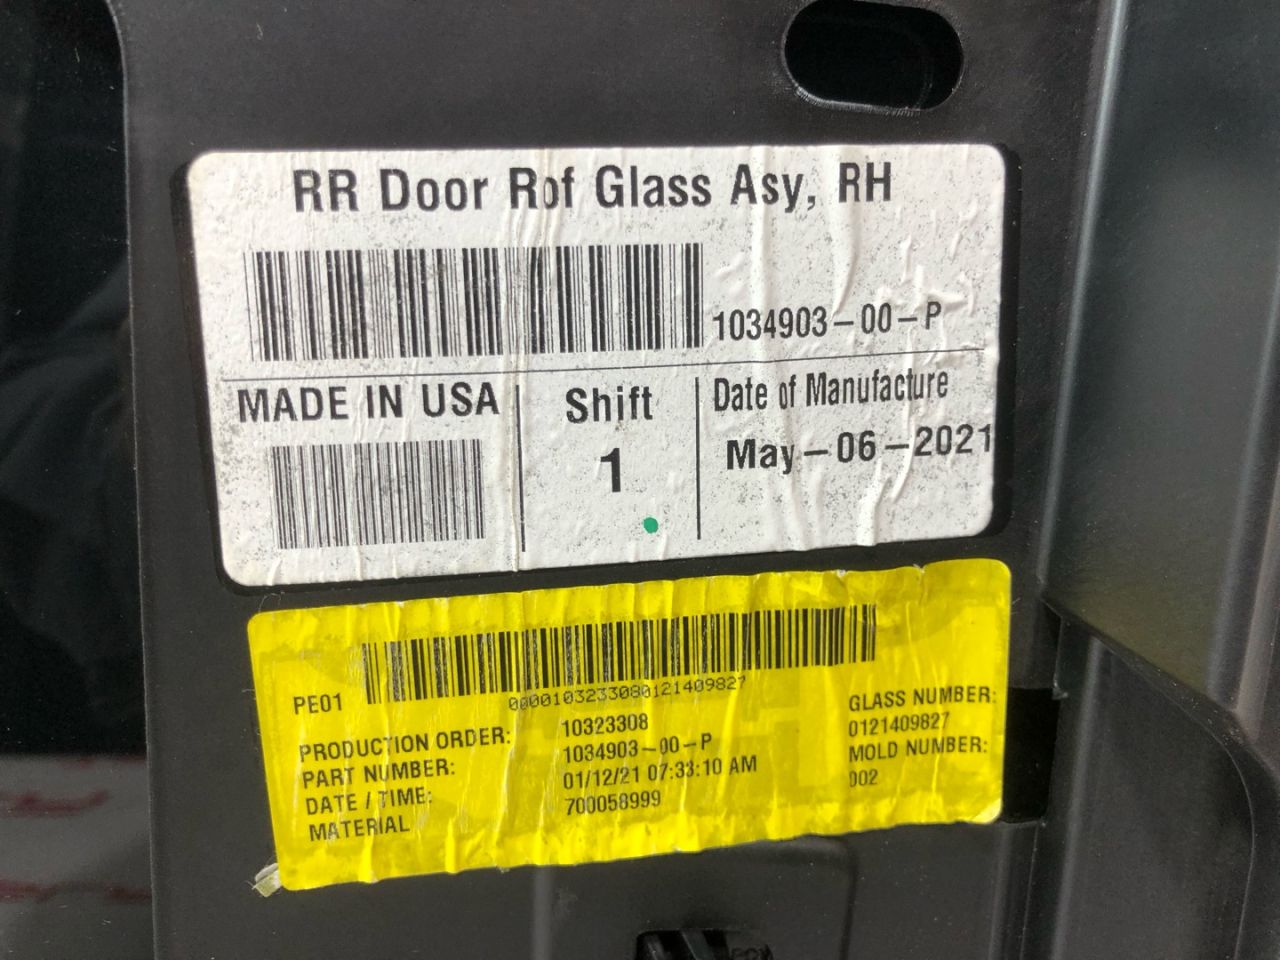 RR Door Rof Glass Asy, RH
1034903-00-P
MADE IN USA
Shift
1
Date of Manufacture
May-06-2021
PE01
0000103233080121409827
PRODUCTION ORDER: 10323308
PART NUMBER: 1034903-00-P
DATE / TIME: 01/12/21 07:33:10 AM
MATERIAL 700058999
GLASS NUMBER:
0121409827
MOLD NUMBER:
002